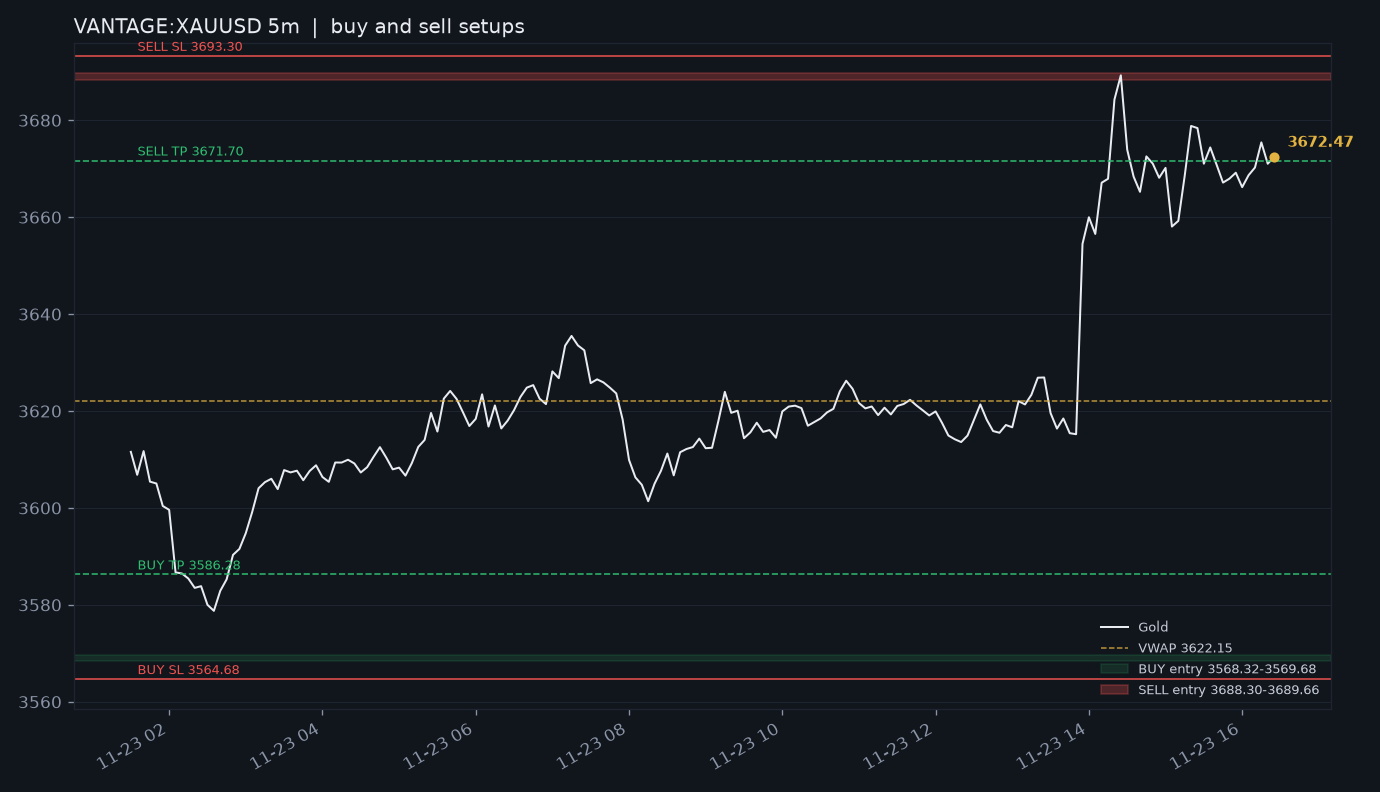 VANTAGE:XAUUSD 5m | buy and sell setups
SELL SL 3693.30
3680
SELL TP 3671.70
3672.47
3660
3640
3620
3600
BUY TP 3586.28
3580
BUY SL 3564.68
3560
Gold
VWAP 3622.15
BUY entry 3568.32-3569.68
SELL entry 3688.30-3689.66
11-23 02
11-23 04
11-23 06
11-23 08
11-23 10
11-23 12
11-23 14
11-23 16